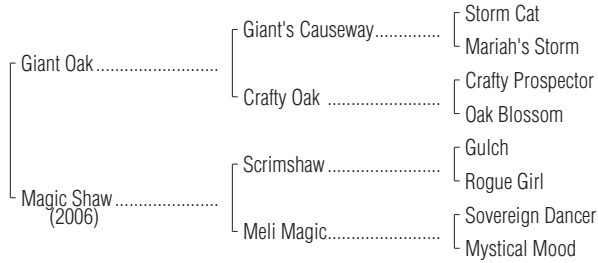 Storm Cat
Giant's Causeway..............
Mariah's Storm
Giant Oak..........................
Crafty Prospector
Crafty Oak ........................
Oak Blossom
Gulch
Scrimshaw ........................
Rogue Girl
Magic Shaw......................
(2006)
Sovereign Dancer
Meli Magic........................
Mystical Mood